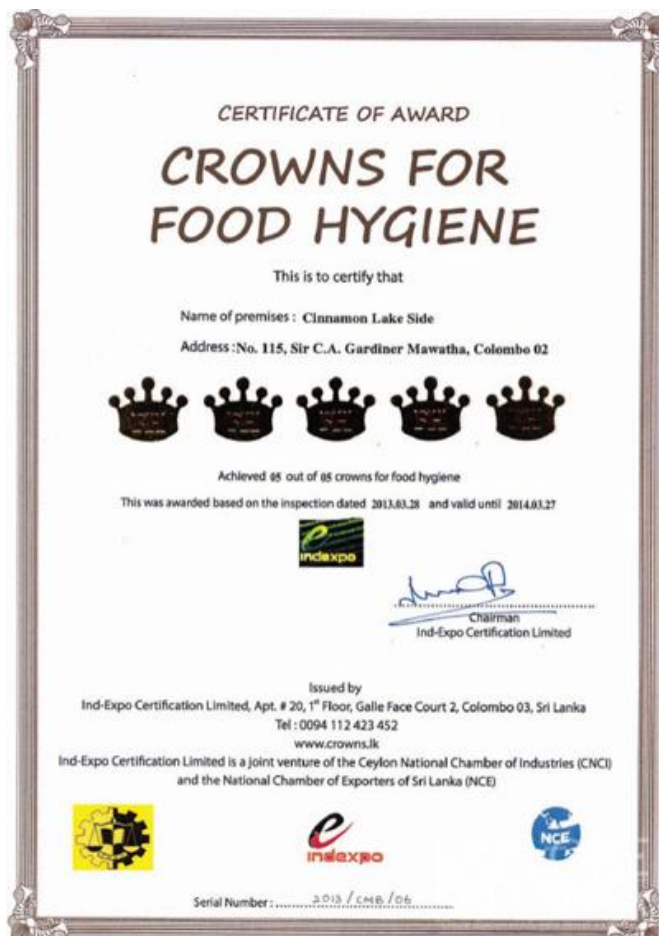 CERTIFICATE OF AWARD
CROWNS FOR
FOOD HYGIENE
This is to certify that
Name of premises : Cinnamon Lake Side
Address :No. 115, Sir C.A. Gardiner Mawatha, Colombo 02
Achieved 05 out of 05 crowns for food hygiene
This was awarded based on the inspection dated 2013.03.28 and valid until 2014.03.27
indexpo
Chairman
Ind-Expo Certification Limited
Issued by
Ind-Expo Certification Limited, Apt. # 20, 1st Floor, Galle Face Court 2, Colombo 03, Sri Lanka
Tel : 0094 112 423 452
www.crowns.lk
Ind-Expo Certification Limited is a joint venture of the Ceylon National Chamber of Industries (CNCI)
and the National Chamber of Exporters of Sri Lanka (NCE)
indexpo
NCE
Serial Number : 2013/CMB/06